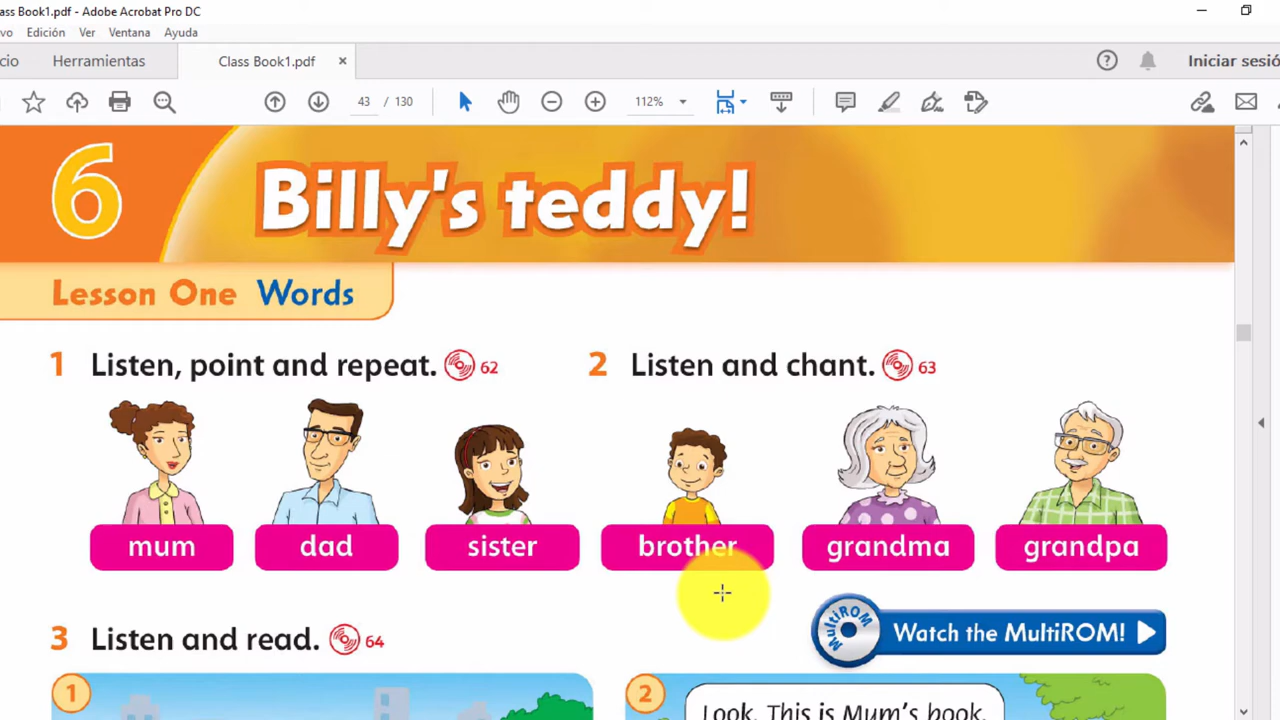 lass Book1.pdf - Adobe Acrobat Pro DC
vo Edición Ver Ventana Ayuda
cio Herramientas Class Book1.pdf × ? Iniciar sesió
43 / 130 112%
6 Billy's teddy!
Lesson One Words
1 Listen, point and repeat. 62
2 Listen and chant. 63
mum dad sister brother grandma grandpa
3 Listen and read. 64
MultiROM Watch the MultiROM!
1
2
Look. This is Mum's book.